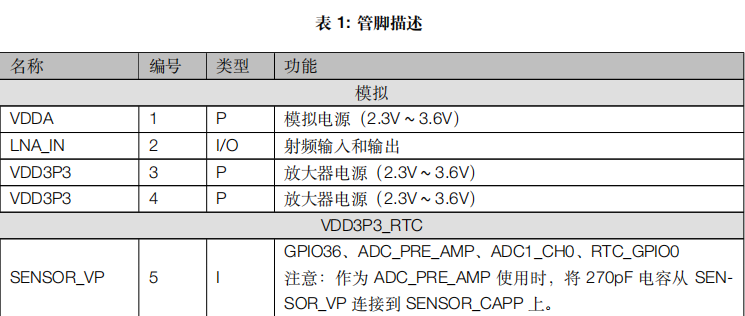 表 1: 管脚描述
名称 编号 类型 功能
模拟
VDDA 1 P 模拟电源（2.3V ~ 3.6V）
LNA_IN 2 I/O 射频输入和输出
VDD3P3 3 P 放大器电源（2.3V ~ 3.6V）
VDD3P3 4 P 放大器电源（2.3V ~ 3.6V）
VDD3P3_RTC
GPIO36、ADC_PRE_AMP、ADC1_CH0、RTC_GPIO0
SENSOR_VP 5 I 注意：作为 ADC_PRE_AMP 使用时，将 270pF 电容从 SEN-
SOR_VP 连接到 SENSOR_CAPP 上。